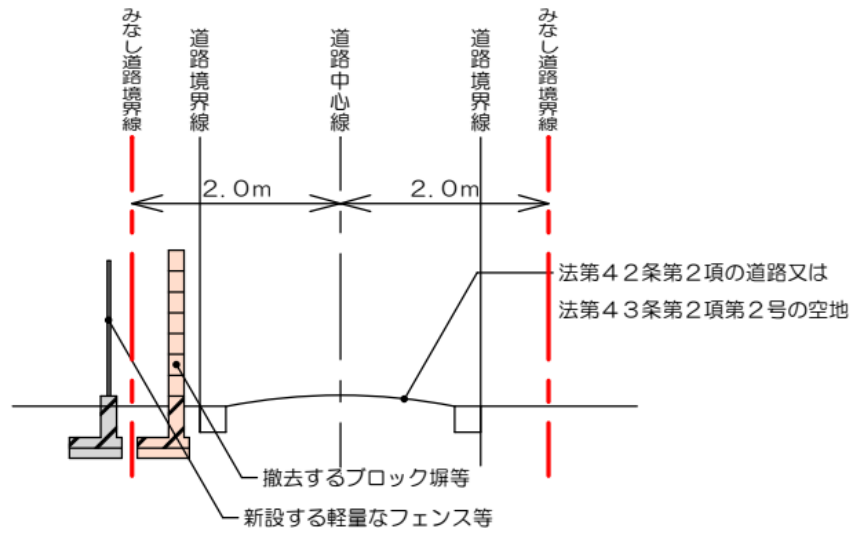 みなし道路境界線
道路境界線
道路中心線
道路境界線
みなし道路境界線
２.０m
２.０m
法第４２条第２項の道路又は
法第４３条第２項第２号の空地
撤去するブロック塀等
新設する軽量なフェンス等